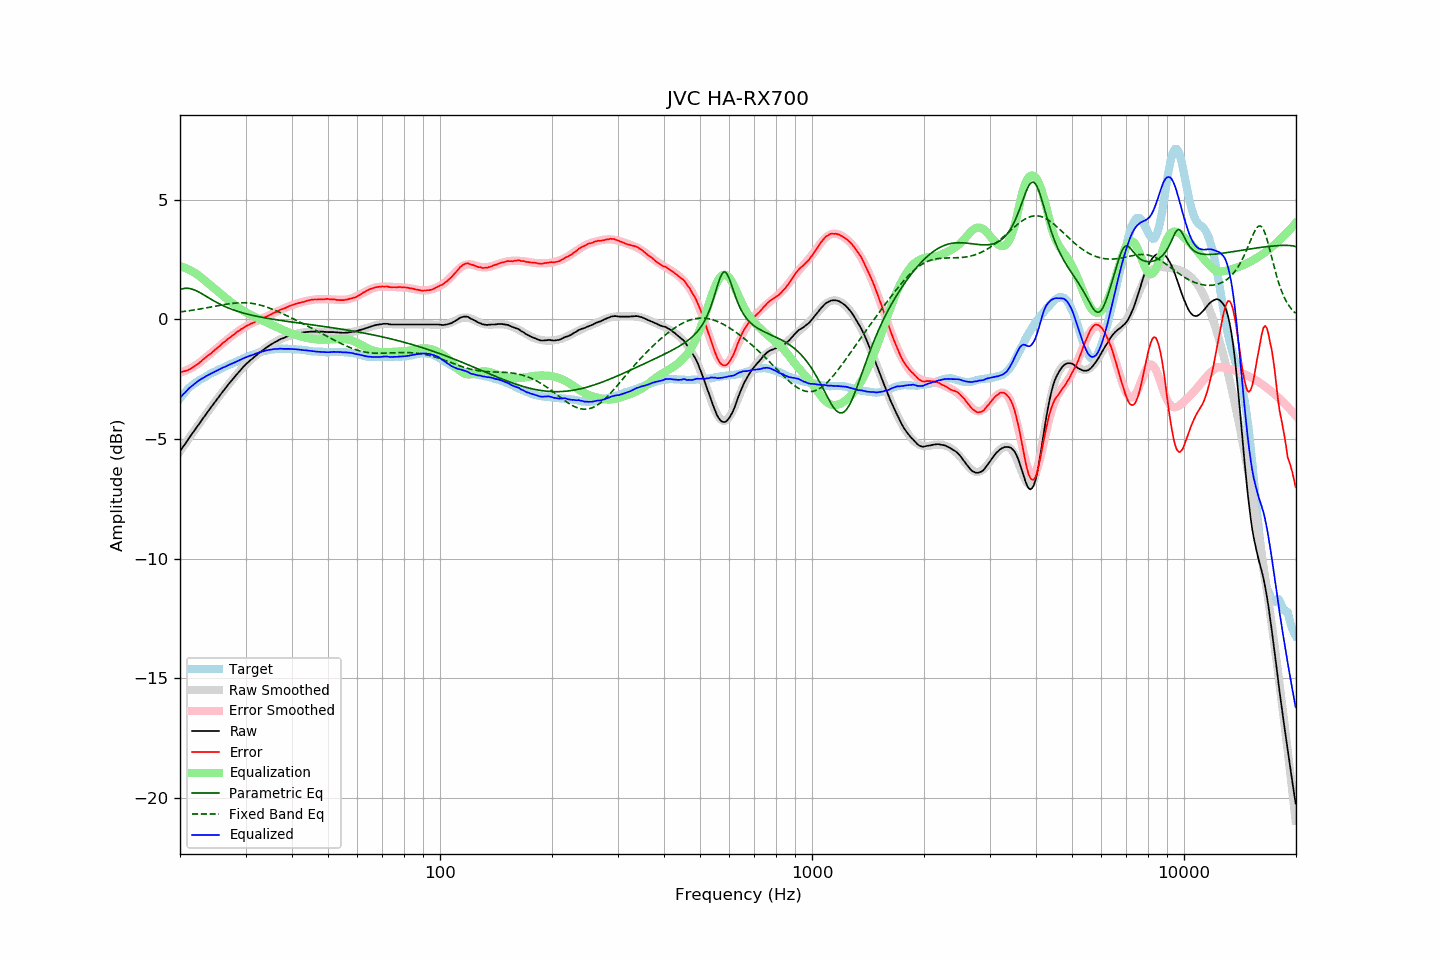 JVC HA-RX700
Amplitude (dBr)
5
0
−5
−10
−15
−20
Target
Raw Smoothed
Error Smoothed
Raw
Error
Equalization
Parametric Eq
Fixed Band Eq
Equalized
100
1000
10000
Frequency (Hz)